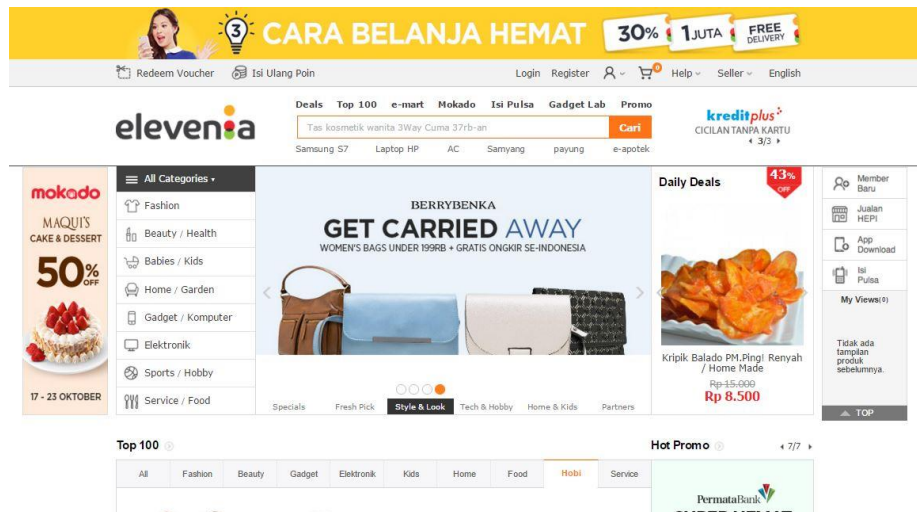 3 CARA BELANJA HEMAT 30% 1 JUTA FREE DELIVERY
Redeem Voucher Isi Ulang Poin Login Register 0 Help Seller English
elevenia
Deals Top 100 e-mart Mokado Isi Pulsa Gadget Lab Promo
Tas kosmetik wanita 3Way Cuma 37rb-an Cari
Samsung S7 Laptop HP AC Samyang payung e-apotek
kreditplus
CICILAN TANPA KARTU
3/3
mokado
MAQUI'S
CAKE & DESSERT
50% OFF
17 - 23 OKTOBER
All Categories
Fashion
Beauty / Health
Babies / Kids
Home / Garden
Gadget / Komputer
Elektronik
Sports / Hobby
Service / Food
BERRYBENKA
GET CARRIED AWAY
WOMEN'S BAGS UNDER 199RB + GRATIS ONGKIR SE-INDONESIA
Specials Fresh Pick Style & Look Tech & Hobby Home & Kids Partners
Daily Deals
43% OFF
Kripik Balado PM.Ping! Renyah
/ Home Made
Rp 15.000
Rp 8.500
Member
Baru
Jualan
HEPI
App
Download
Isi
Pulsa
My Views(0)
Tidak ada
tampilan
produk
sebelumnya.
TOP
Top 100
All Fashion Beauty Gadget Elektronik Kids Home Food Hobi Service
Hot Promo 7/7
PermataBank